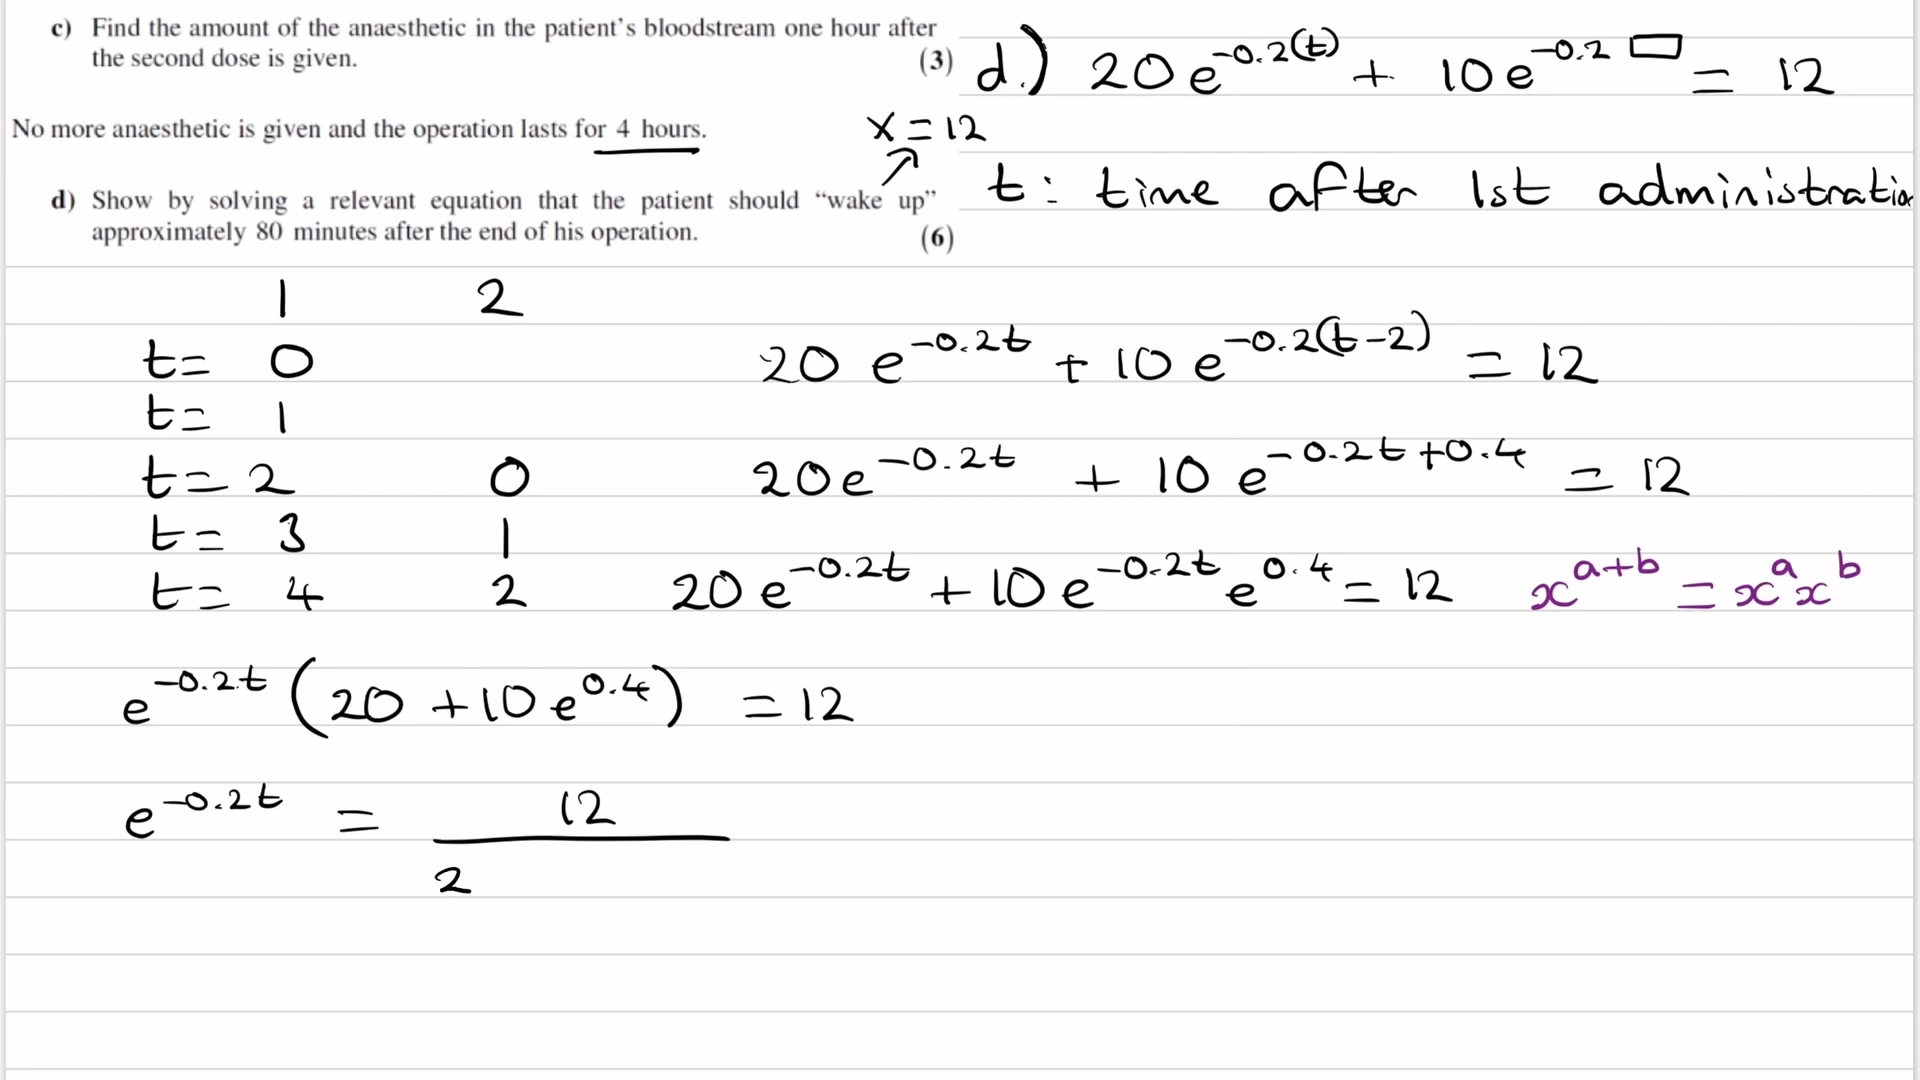 c) Find the amount of the anaesthetic in the patient's bloodstream one hour after
the second dose is given. (3)
d.) 20e^{-0.2(t)} + 10e^{-0.2 □} = 12
No more anaesthetic is given and the operation lasts for 4 hours.
x = 12
t: time after 1st administration
d) Show by solving a relevant equation that the patient should “wake up”
approximately 80 minutes after the end of his operation. (6)
1 2
t= 0
20 e^{-0.2t} + 10 e^{-0.2(t-2)} = 12
t= 1
t= 2 0
20e^{-0.2t} + 10 e^{-0.2t+0.4} = 12
t= 3 1
t= 4 2
20e^{-0.2t} + 10e^{-0.2t} e^{0.4} = 12
x^{a+b} = x^a x^b
e^{-0.2t} (20 + 10e^{0.4}) = 12
e^{-0.2t} = 12
2